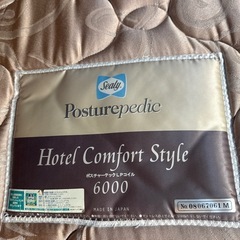 Sealy
Posturepedic
Hotel Comfort Style
ポスチャーテックLPコイル
6000
MADE IN JAPAN
No 08067061 M